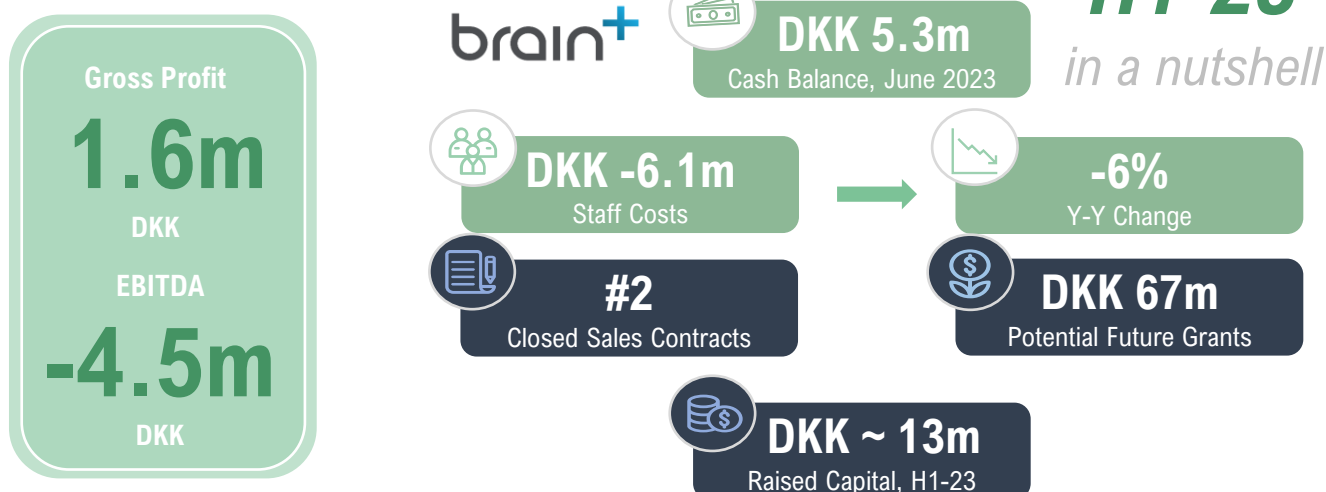 Gross Profit
1.6m
DKK
EBITDA
-4.5m
DKK
brain+
DKK 5.3m
Cash Balance, June 2023
H1-23
in a nutshell
DKK -6.1m
Staff Costs
-6%
Y-Y Change
#2
Closed Sales Contracts
DKK 67m
Potential Future Grants
DKK ~ 13m
Raised Capital, H1-23